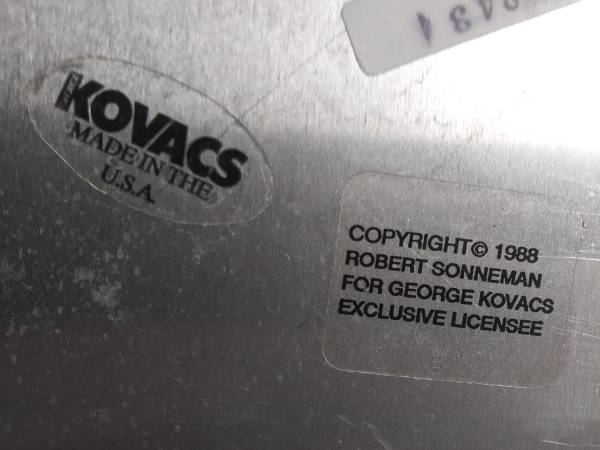 KOVACS
MADE IN THE
U.S.A.
COPYRIGHT© 1988
ROBERT SONNEMAN
FOR GEORGE KOVACS
EXCLUSIVE LICENSEE